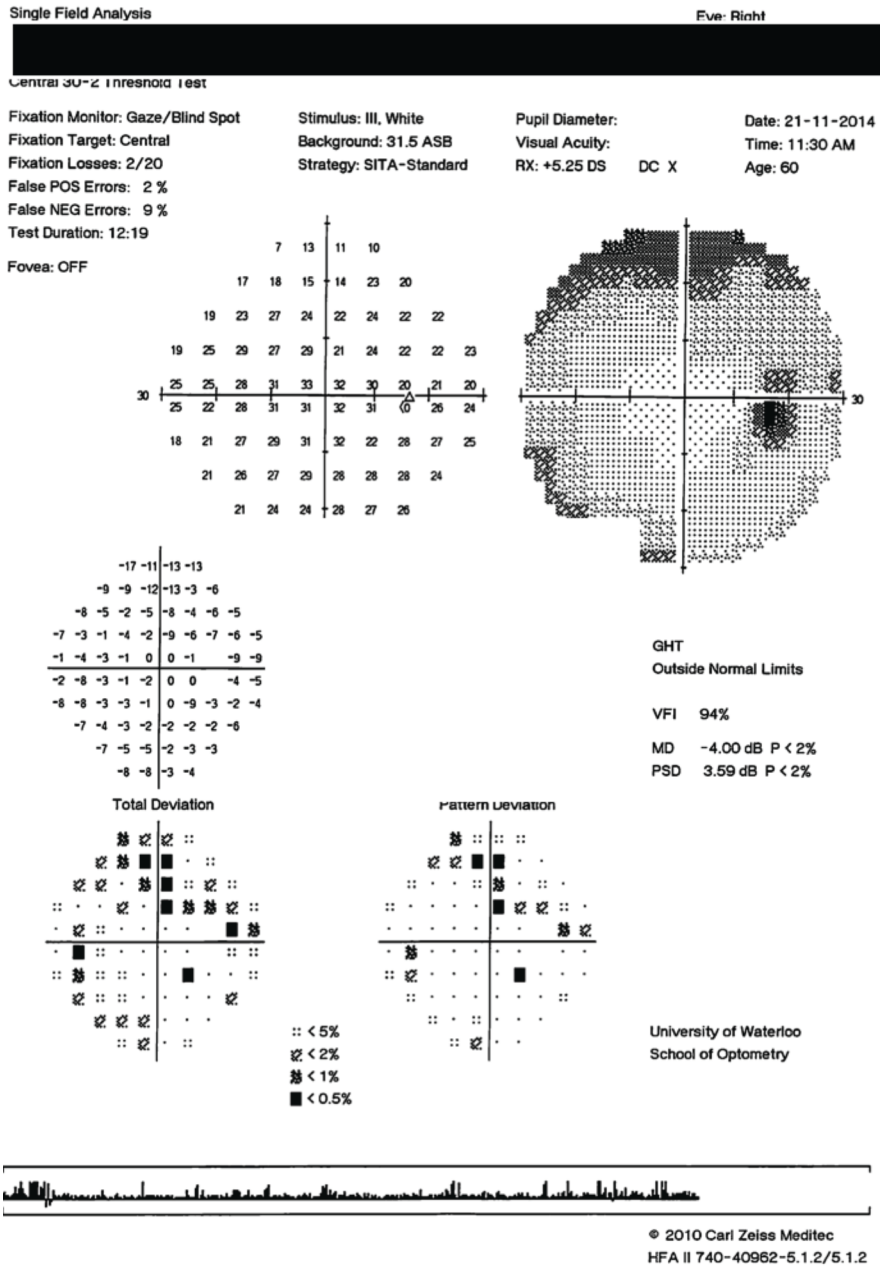 Single Field Analysis
Eye: Right
Central 30-2 Threshold Test
Fixation Monitor: Gaze/Blind Spot
Fixation Target: Central
Fixation Losses: 2/20
False POS Errors: 2 %
False NEG Errors: 9 %
Test Duration: 12:19
Fovea: OFF
Stimulus: III, White
Background: 31.5 ASB
Strategy: SITA-Standard
Pupil Diameter:
Visual Acuity:
RX: +5.25 DS DC X
Date: 21-11-2014
Time: 11:30 AM
Age: 60
7 13 11 10
17 18 15 14 23 20
19 23 27 24 22 24 22 22
19 25 29 27 29 21 24 22 22 23
25 25 28 31 33 32 30 20 21 20
30
25 22 28 31 31 32 31 <0 26 24
18 21 27 29 31 32 22 28 27 25
21 26 27 29 28 28 28 24
21 24 24 28 27 26
30
-17 -11 -13 -13
-9 -9 -12 -13 -3 -6
-8 -5 -2 -5 -8 -4 -6 -5
-7 -3 -1 -4 -2 -9 -6 -7 -6 -5
-1 -4 -3 -1 0 0 -1 -9 -9
-2 -8 -3 -1 -2 0 0 -4 -5
-8 -8 -3 -3 -1 0 -9 -3 -2 -4
-7 -4 -3 -2 -2 -2 -2 -6
-7 -5 -5 -2 -3 -3
-8 -8 -3 -4
GHT
Outside Normal Limits
VFI 94%
MD -4.00 dB P < 2%
PSD 3.59 dB P < 2%
Total Deviation
Pattern Deviation
< 5%
< 2%
< 1%
< 0.5%
University of Waterloo
School of Optometry
© 2010 Carl Zeiss Meditec
HFA II 740-40962-5.1.2/5.1.2